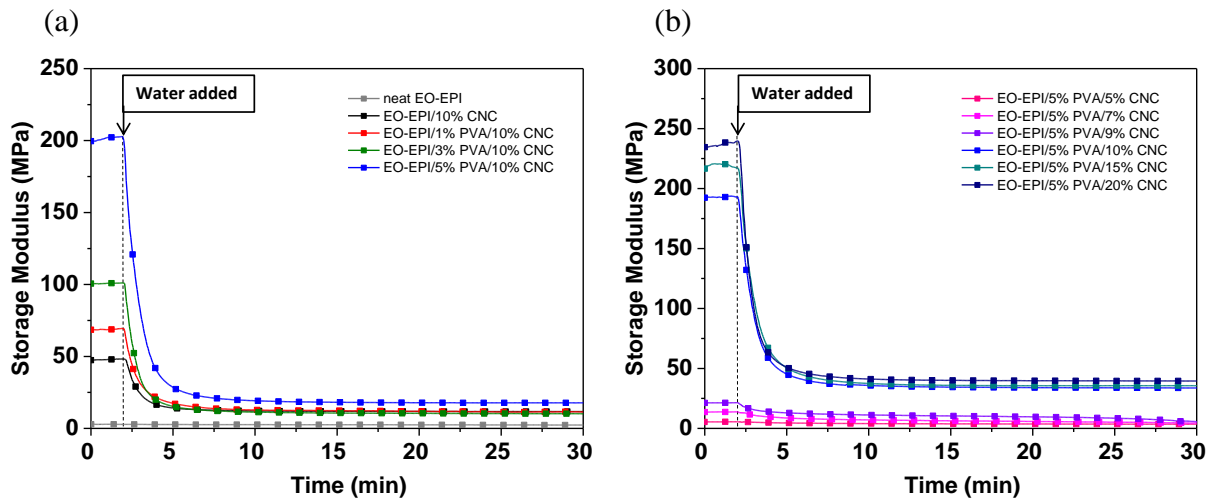 (a)
250
200
150
100
50
0
Storage Modulus (MPa)
Water added
neat EO-EPI
EO-EPI/10% CNC
EO-EPI/1% PVA/10% CNC
EO-EPI/3% PVA/10% CNC
EO-EPI/5% PVA/10% CNC
0 5 10 15 20 25 30
Time (min)
(b)
300
250
200
150
100
50
0
Storage Modulus (MPa)
Water added
EO-EPI/5% PVA/5% CNC
EO-EPI/5% PVA/7% CNC
EO-EPI/5% PVA/9% CNC
EO-EPI/5% PVA/10% CNC
EO-EPI/5% PVA/15% CNC
EO-EPI/5% PVA/20% CNC
0 5 10 15 20 25 30
Time (min)